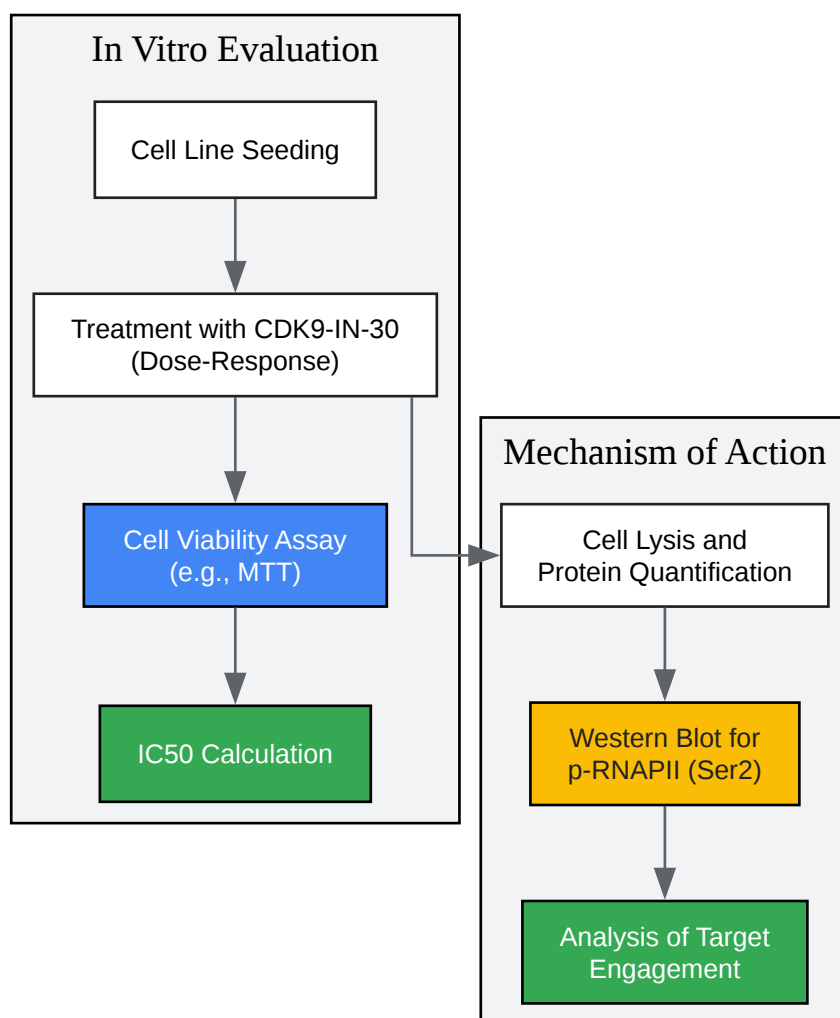 In Vitro Evaluation
Cell Line Seeding
Treatment with CDK9-IN-30
(Dose-Response)
Cell Viability Assay
(e.g., MTT)
IC50 Calculation
Mechanism of Action
Cell Lysis and
Protein Quantification
Western Blot for
p-RNAPII (Ser2)
Analysis of Target
Engagement